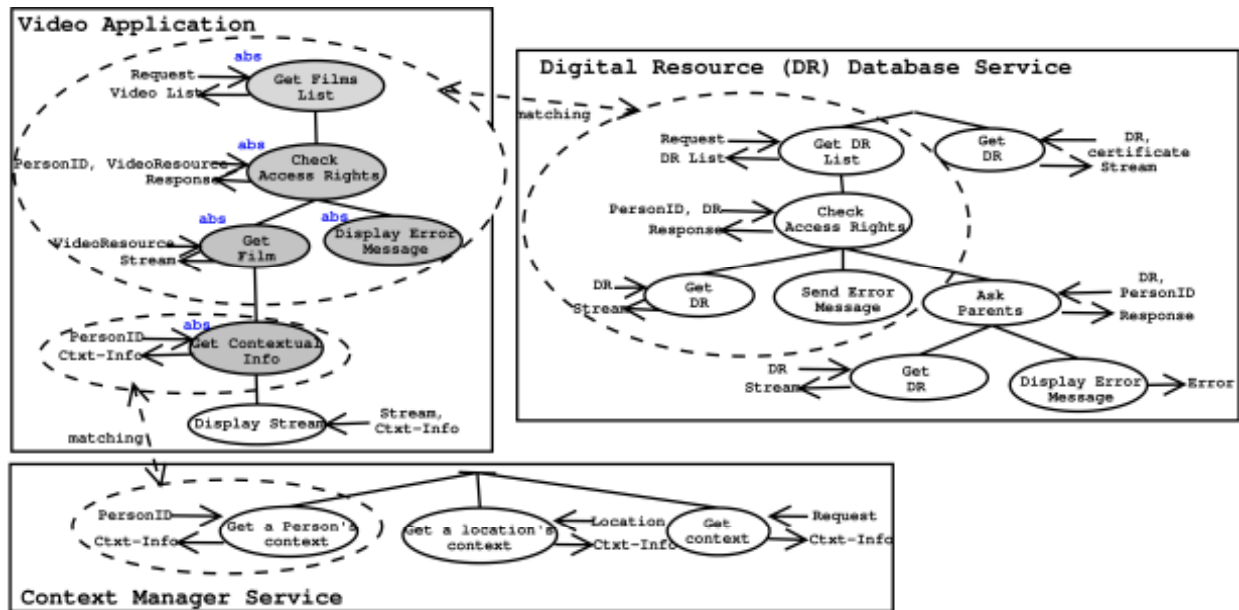 Video Application
abs
Request
Video List
Get Films
List
abs
PersonID, VideoResource
Response
Check
Access Rights
abs
abs
VideoResource
Stream
Get
Film
Display Error
Message
abs
PersonID
Ctxt-Info
Get Contextual
Info
Display Stream
Stream,
Ctxt-Info
matching
matching
Digital Resource (DR) Database Service
Request
DR List
Get DR
List
Get
DR
DR,
certificate
Stream
PersonID, DR
Response
Check
Access Rights
DR
Stream
Get
DR
Send Error
Message
Ask
Parents
DR,
PersonID
Response
DR
Stream
Get
DR
Display Error
Message
Error
PersonID
Ctxt-Info
Get a Person's
context
Get a location's
context
Location
Ctxt-Info
Get
context
Request
Ctxt-Info
Context Manager Service